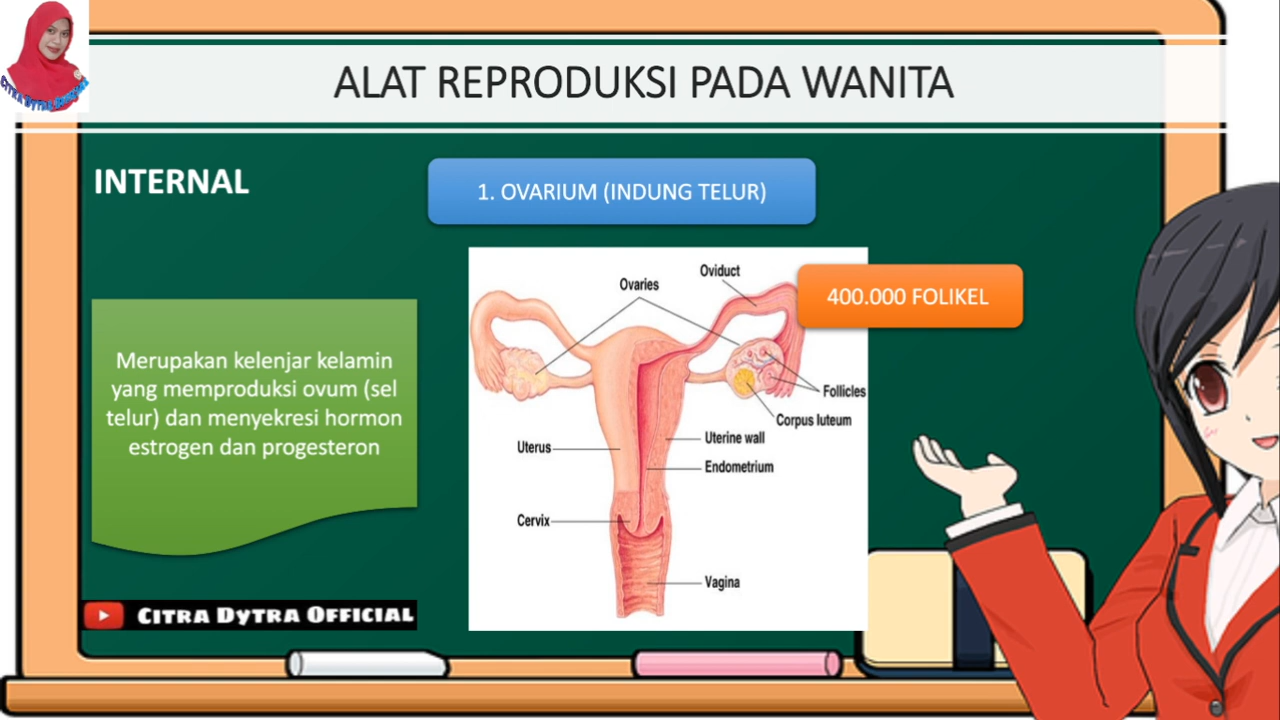 ALAT REPRODUKSI PADA WANITA
INTERNAL
1. OVARIUM (INDUNG TELUR)
Merupakan kelenjar kelamin
yang memproduksi ovum (sel
telur) dan menyekresi hormon
estrogen dan progesteron
400.000 FOLIKEL
Oviduct
Ovaries
Follicles
Corpus luteum
Uterine wall
Uterus
Endometrium
Cervix
Vagina
CITRA DYTRA OFFICIAL